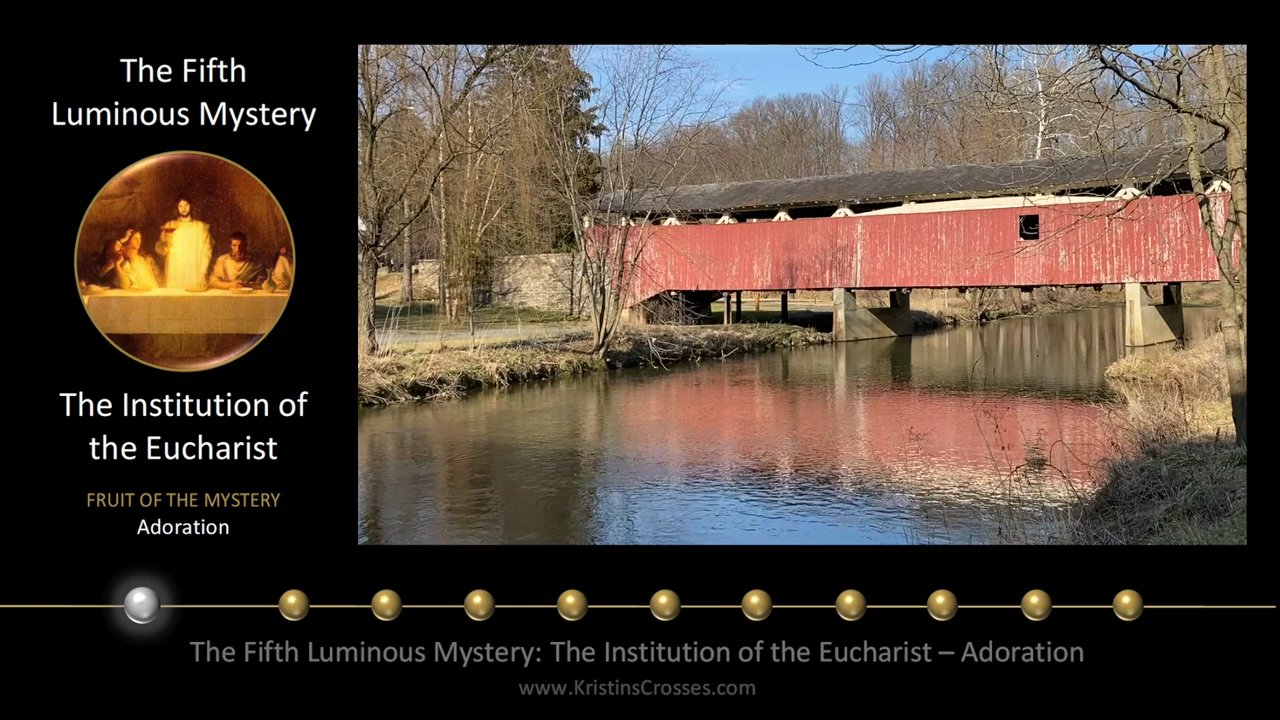 The Fifth
Luminous Mystery
The Institution of
the Eucharist
FRUIT OF THE MYSTERY
Adoration
The Fifth Luminous Mystery: The Institution of the Eucharist – Adoration
www.KristinsCrosses.com